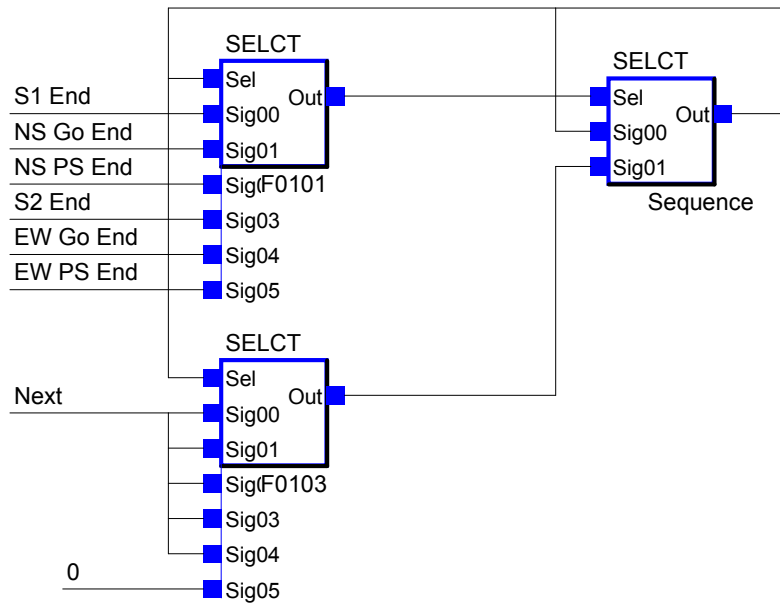 SELCT
Sel
S1 End
Sig00
Out
NS Go End
Sig01
NS PS End
Sig F0101
S2 End
Sig03
EW Go End
Sig04
EW PS End
Sig05
SELCT
Sel
Out
Sig00
Sig01
Sequence
SELCT
Sel
Next
Sig00
Out
Sig01
Sig F0103
Sig03
Sig04
0
Sig05